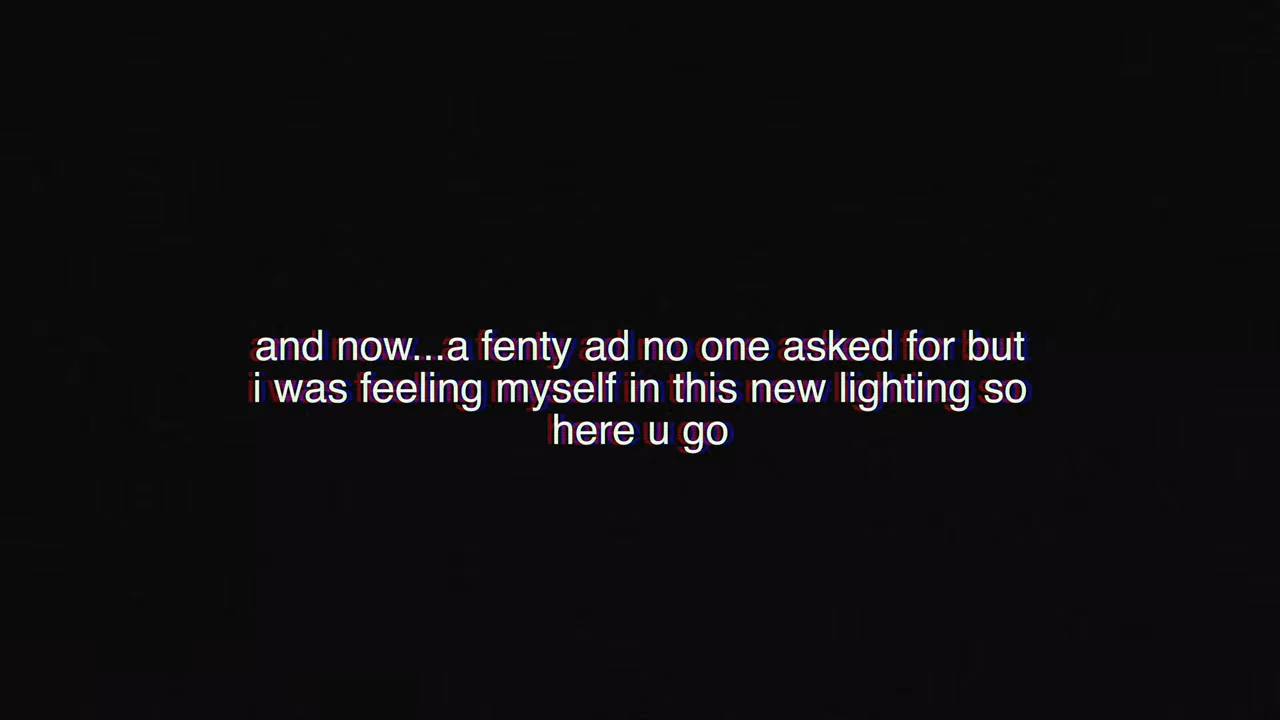 and now...a fenty ad no one asked for but
i was feeling myself in this new lighting so
here u go